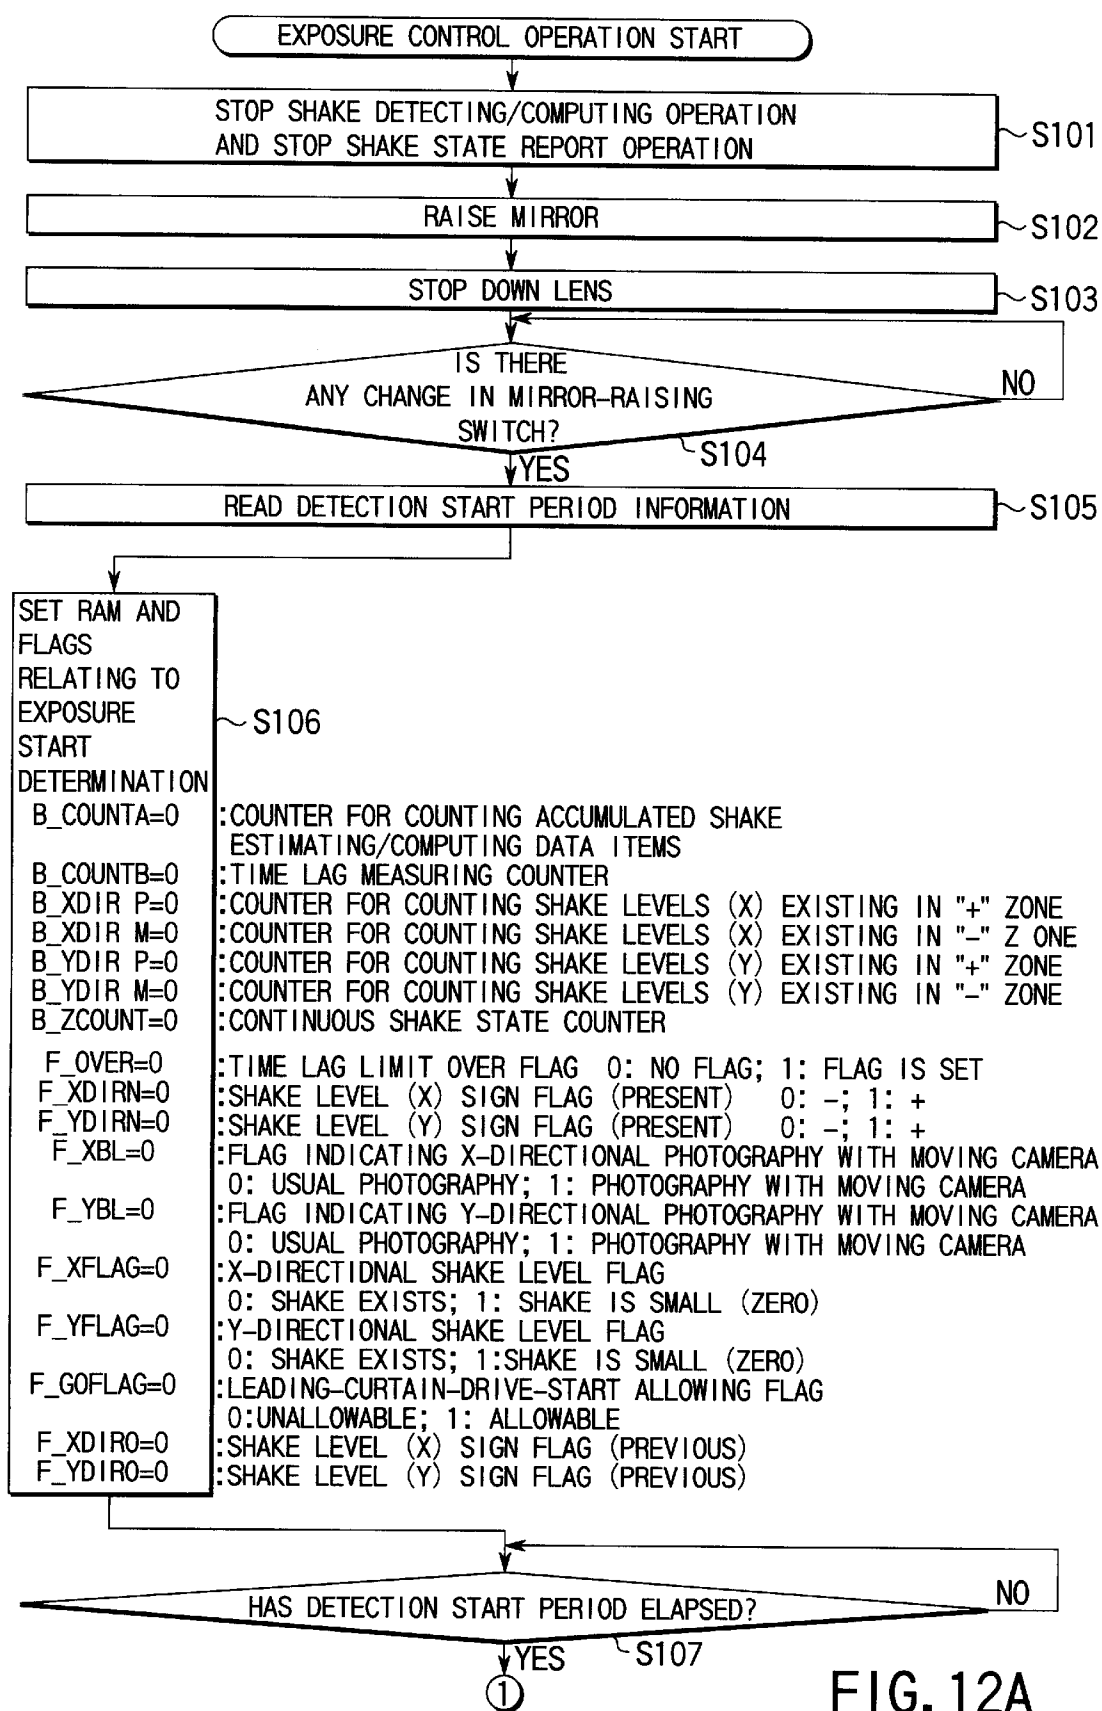 EXPOSURE CONTROL OPERATION START
STOP SHAKE DETECTING/COMPUTING OPERATION
AND STOP SHAKE STATE REPORT OPERATION
S101
RAISE MIRROR
S102
STOP DOWN LENS
S103
IS THERE
ANY CHANGE IN MIRROR-RAISING
SWITCH?
NO
S104
YES
READ DETECTION START PERIOD INFORMATION
S105
SET RAM AND
FLAGS
RELATING TO
EXPOSURE
START
DETERMINATION
S106
B_COUNTA=0 :COUNTER FOR COUNTING ACCUMULATED SHAKE
ESTIMATING/COMPUTING DATA ITEMS
B_COUNTB=0 :TIME LAG MEASURING COUNTER
B_XDIR P=0 :COUNTER FOR COUNTING SHAKE LEVELS (X) EXISTING IN "+" ZONE
B_XDIR M=0 :COUNTER FOR COUNTING SHAKE LEVELS (X) EXISTING IN "-" Z ONE
B_YDIR P=0 :COUNTER FOR COUNTING SHAKE LEVELS (Y) EXISTING IN "+" ZONE
B_YDIR M=0 :COUNTER FOR COUNTING SHAKE LEVELS (Y) EXISTING IN "-" ZONE
B_ZCOUNT=0 :CONTINUOUS SHAKE STATE COUNTER
F_OVER=0 :TIME LAG LIMIT OVER FLAG 0: NO FLAG; 1: FLAG IS SET
F_XDIRN=0 :SHAKE LEVEL (X) SIGN FLAG (PRESENT) 0: -; 1: +
F_YDIRN=0 :SHAKE LEVEL (Y) SIGN FLAG (PRESENT) 0: -; 1: +
F_XBL=0 :FLAG INDICATING X-DIRECTIONAL PHOTOGRAPHY WITH MOVING CAMERA
0: USUAL PHOTOGRAPHY; 1: PHOTOGRAPHY WITH MOVING CAMERA
F_YBL=0 :FLAG INDICATING Y-DIRECTIONAL PHOTOGRAPHY WITH MOVING CAMERA
0: USUAL PHOTOGRAPHY; 1: PHOTOGRAPHY WITH MOVING CAMERA
F_XFLAG=0 :X-DIRECTIDNAL SHAKE LEVEL FLAG
0: SHAKE EXISTS; 1: SHAKE IS SMALL (ZERO)
F_YFLAG=0 :Y-DIRECTIONAL SHAKE LEVEL FLAG
0: SHAKE EXISTS; 1:SHAKE IS SMALL (ZERO)
F_GOFLAG=0 :LEADING-CURTAIN-DRIVE-START ALLOWING FLAG
0:UNALLOWABLE; 1: ALLOWABLE
F_XDIRO=0 :SHAKE LEVEL (X) SIGN FLAG (PREVIOUS)
F_YDIRO=0 :SHAKE LEVEL (Y) SIGN FLAG (PREVIOUS)
HAS DETECTION START PERIOD ELAPSED?
NO
S107
YES
1
FIG. 12A